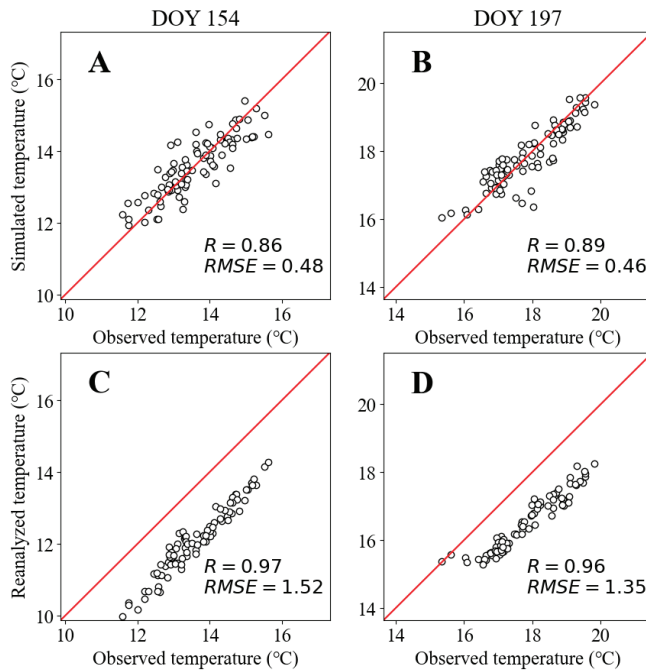 DOY 154
DOY 197
A
B
Simulated temperature (℃)
16
14
12
10
20
18
16
14
R = 0.86
RMSE = 0.48
R = 0.89
RMSE = 0.46
10 12 14 16
14 16 18 20
Observed temperature (℃)
Observed temperature (℃)
C
D
Reanalyzed temperature (℃)
16
14
12
10
20
18
16
14
R = 0.97
RMSE = 1.52
R = 0.96
RMSE = 1.35
10 12 14 16
14 16 18 20
Observed temperature (℃)
Observed temperature (℃)